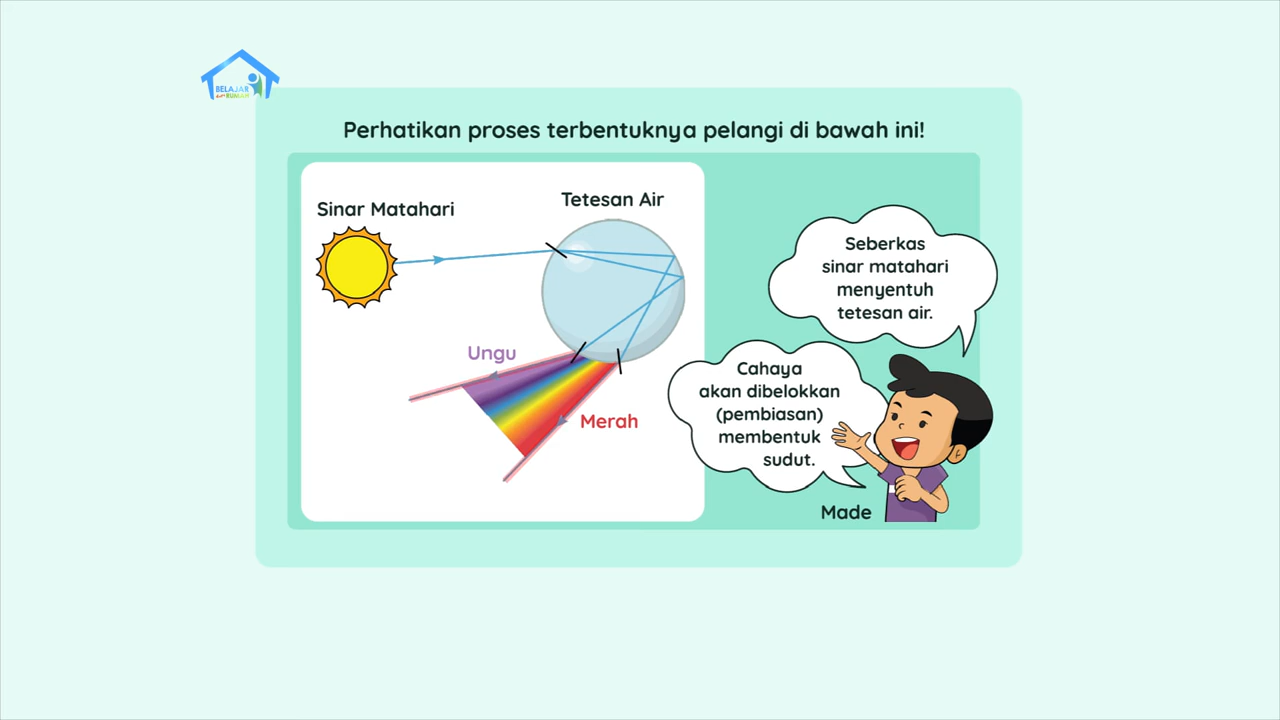 BELAJAR
dari RUMAH
Perhatikan proses terbentuknya pelangi di bawah ini!
Sinar Matahari
Tetesan Air
Ungu
Merah
Seberkas
sinar matahari
menyentuh
tetesan air.
Cahaya
akan dibelokkan
(pembiasan)
membentuk
sudut.
Made